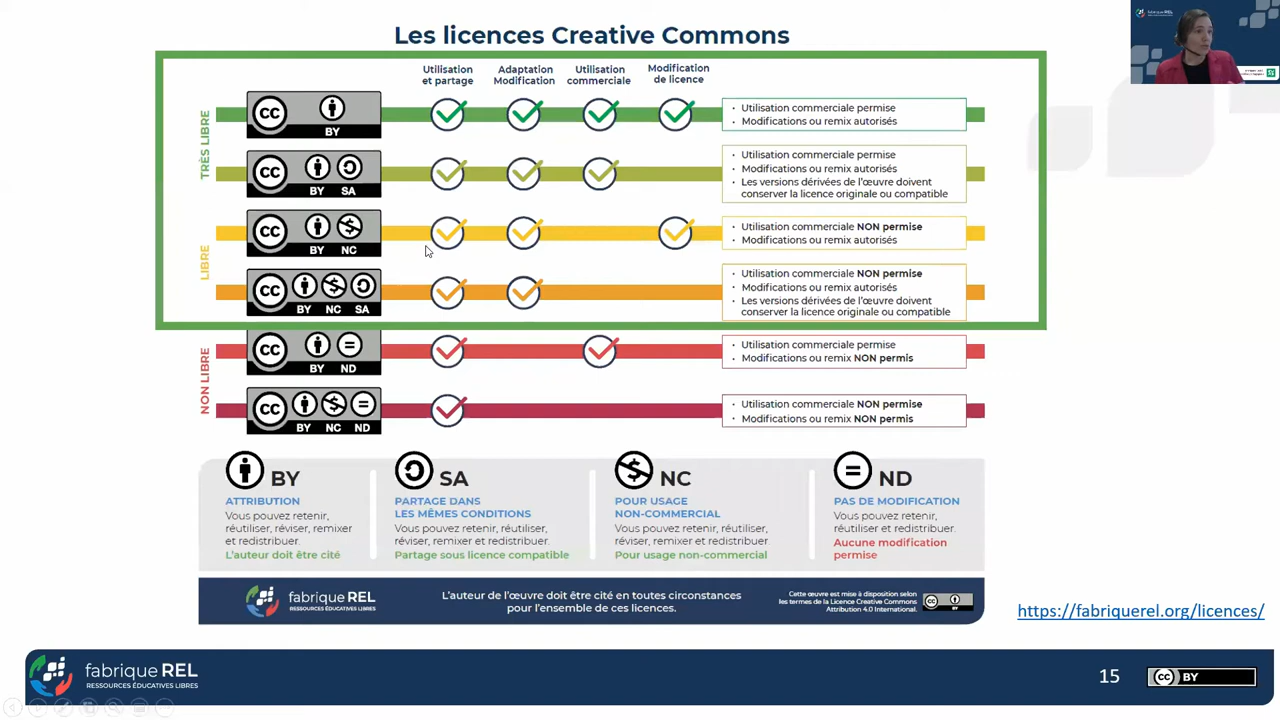 Les licences Creative Commons
Utilisation
et partage
Adaptation
Modification
Utilisation
commerciale
Modification
de licence
TRÈS LIBRE
CC
BY
· Utilisation commerciale permise
· Modifications ou remix autorisés
CC
BY SA
· Utilisation commerciale permise
· Modifications ou remix autorisés
· Les versions dérivées de l'œuvre doivent
conserver la licence originale ou compatible
LIBRE
CC
BY NC
· Utilisation commerciale NON permise
· Modifications ou remix autorisés
CC
BY NC SA
· Utilisation commerciale NON permise
· Modifications ou remix autorisés
· Les versions dérivées de l'œuvre doivent
conserver la licence originale ou compatible
NON LIBRE
CC
BY ND
· Utilisation commerciale permise
· Modifications ou remix NON permis
CC
BY NC ND
· Utilisation commerciale NON permise
· Modifications ou remix NON permis
BY
ATTRIBUTION
Vous pouvez retenir,
réutiliser, réviser, remixer
et redistribuer.
L'auteur doit être cité
SA
PARTAGE DANS
LES MÊMES CONDITIONS
Vous pouvez retenir, réutiliser,
réviser, remixer et redistribuer.
Partage sous licence compatible
NC
POUR USAGE
NON-COMMERCIAL
Vous pouvez retenir, réutiliser,
réviser, remixer et redistribuer.
Pour usage non-commercial
ND
PAS DE MODIFICATION
Vous pouvez retenir,
réutiliser et redistribuer.
Aucune modification
permise
fabrique REL
RESSOURCES ÉDUCATIVES LIBRES
L'auteur de l'œuvre doit être cité en toutes circonstances
pour l'ensemble de ces licences.
Cette œuvre est mise à disposition selon
les termes de la Licence Creative Commons
Attribution 4.0 International.
CC
BY
https://fabriquerel.org/licences/
fabrique REL
RESSOURCES ÉDUCATIVES LIBRES
15
CC BY